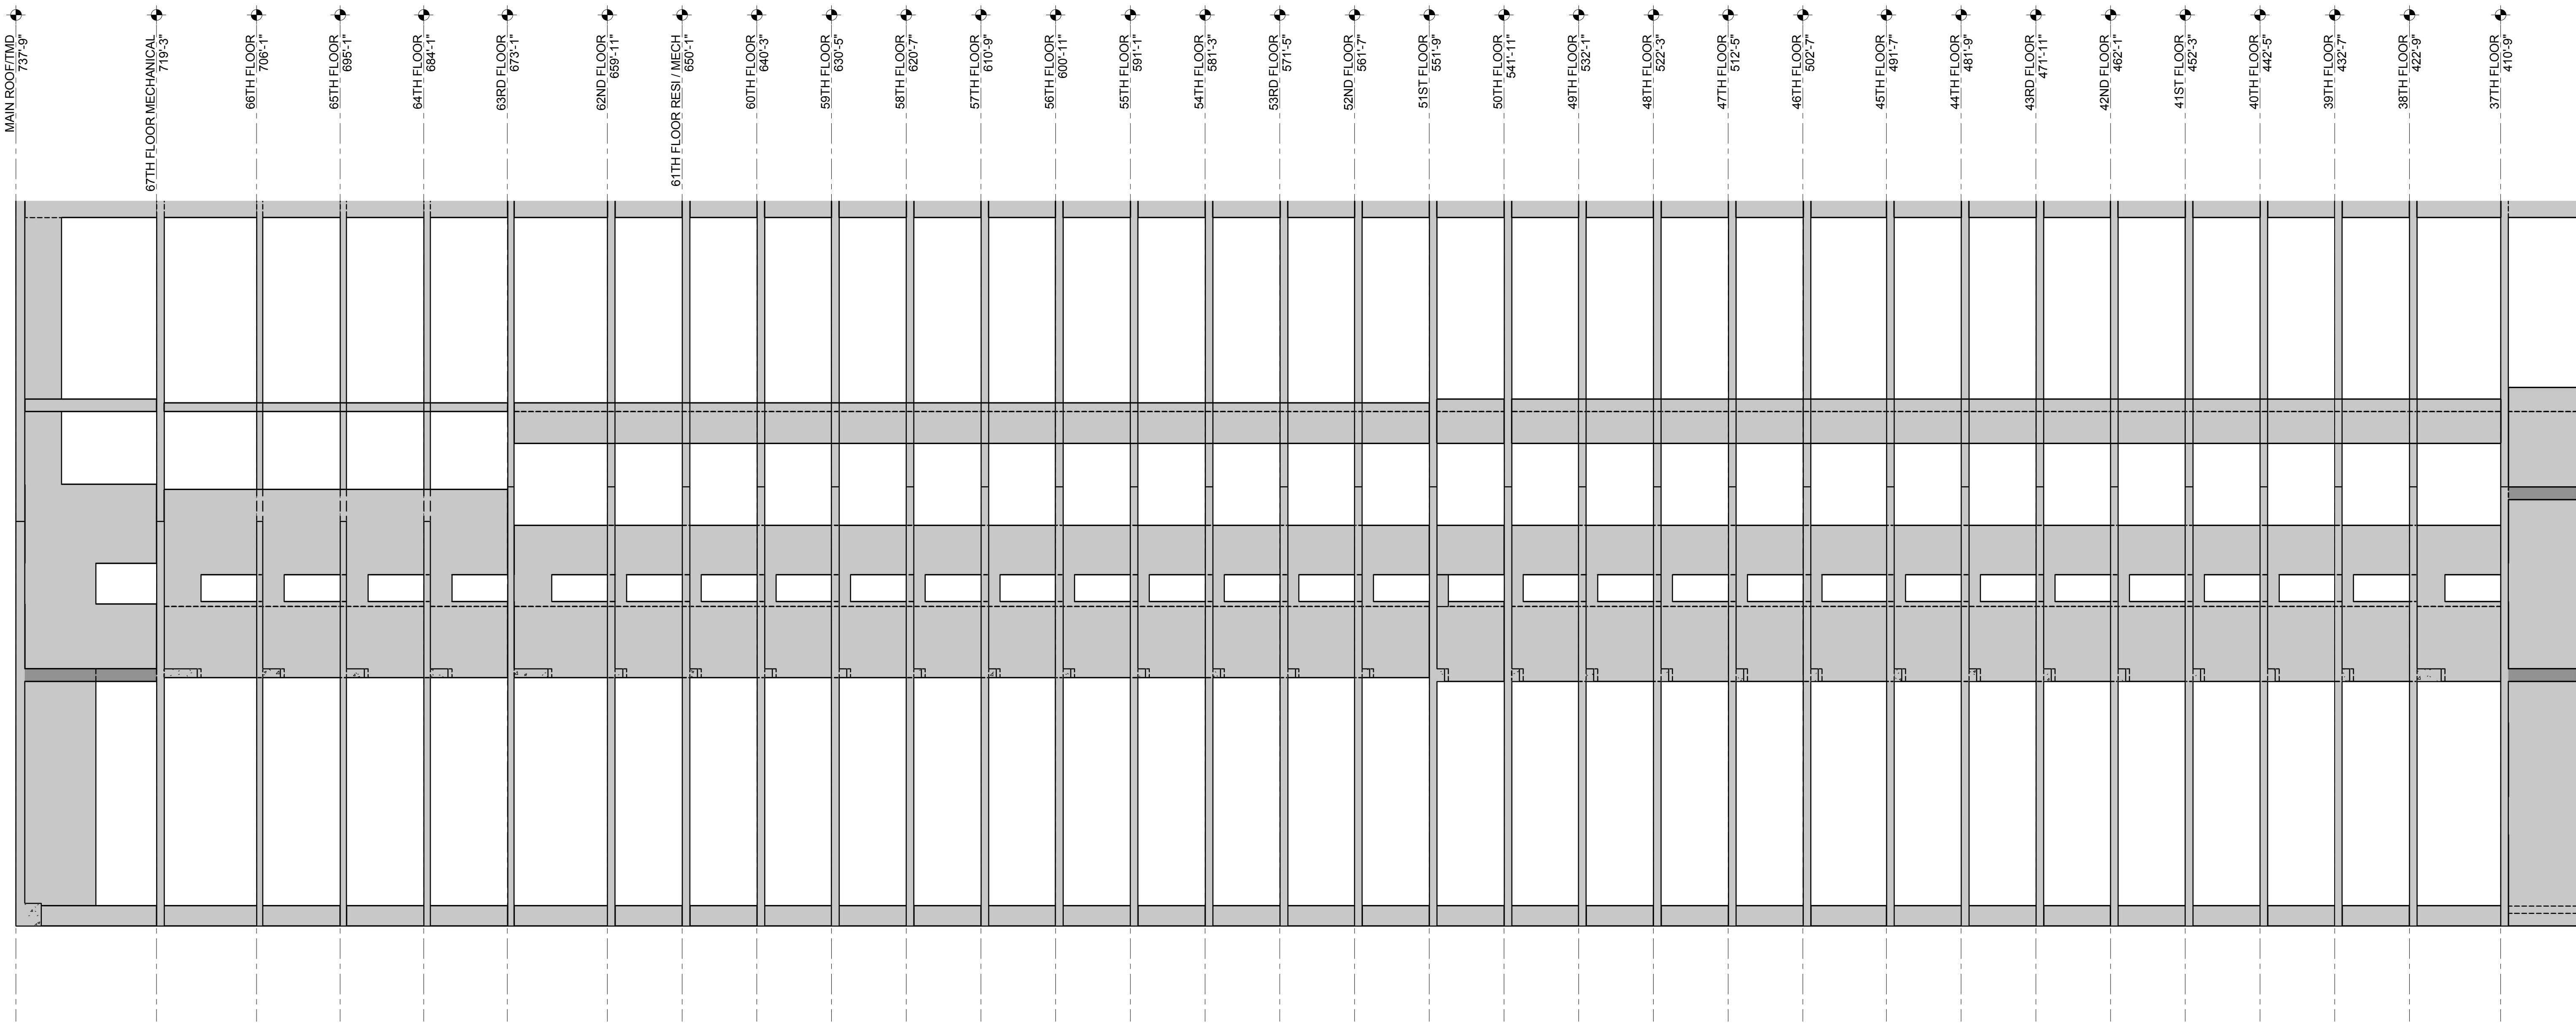 MAIN ROOF/TMD
737'-9"
67TH FLOOR MECHANICAL
719'-3"
66TH FLOOR
706'-1"
65TH FLOOR
695'-1"
64TH FLOOR
684'-1"
63RD FLOOR
673'-1"
62ND FLOOR
659'-11"
61TH FLOOR RESI / MECH
650'-1"
60TH FLOOR
640'-3"
59TH FLOOR
630'-5"
58TH FLOOR
620'-7"
57TH FLOOR
610'-9"
56TH FLOOR
600'-11"
55TH FLOOR
591'-1"
54TH FLOOR
581'-3"
53RD FLOOR
571'-5"
52ND FLOOR
561'-7"
51ST FLOOR
551'-9"
50TH FLOOR
541'-11"
49TH FLOOR
532'-1"
48TH FLOOR
522'-3"
47TH FLOOR
512'-5"
46TH FLOOR
502'-7"
45TH FLOOR
491'-7"
44TH FLOOR
481'-9"
43RD FLOOR
471'-11"
42ND FLOOR
462'-1"
41ST FLOOR
452'-3"
40TH FLOOR
442'-5"
39TH FLOOR
432'-7"
38TH FLOOR
422'-9"
37TH FLOOR
410'-9"